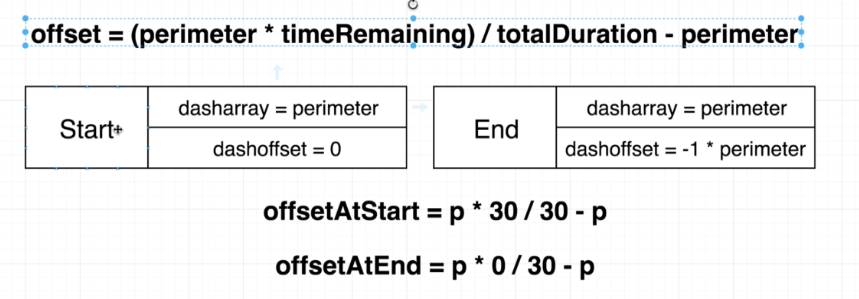 offset = (perimeter * timeRemaining) / totalDuration - perimeter
Start
dasharray = perimeter
dashoffset = 0
End
dasharray = perimeter
dashoffset = -1 * perimeter
offsetAtStart = p * 30 / 30 - p
offsetAtEnd = p * 0 / 30 - p